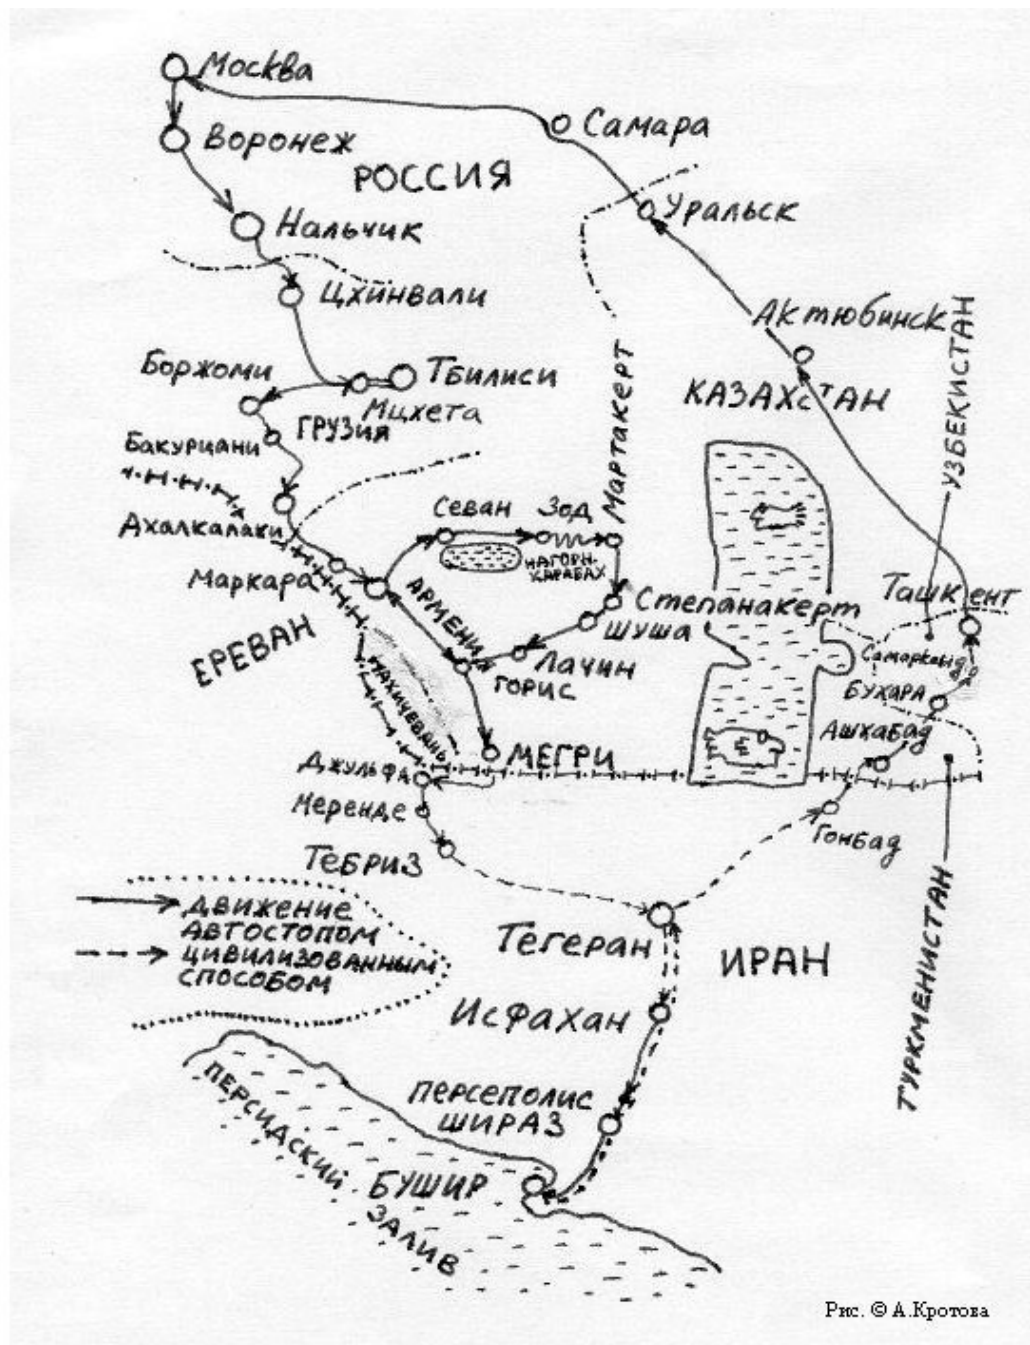 Москва
Самара
Воронеж
РОССИЯ
Уральск
Нальчик
Цхинвали
Актюбинск
УЗБЕКИСТАН
Боржоми
Тбилиси
Мцхета
КАЗАХСТАН
ГРУЗИЯ
Бакуриани
Мартакерт
Севан
Зод
Ахалкалаки
НАГОРН.
КАРАБАХ
Маркара
АРМЕНИЯ
Ташкент
Степанакерт
ШУША
ЕРЕВАН
Лачин
Самарканд
ГОРИС
БУХАРА
НАХИЧЕВАНЬ
Ашхабад
МЕГРИ
Джульфа
Меренде
Гонбад
ТЕБРИЗ
ТУРКМЕНИСТАН
ДВИЖЕНИЕ
АВТОСТОПОМ
ЦИВИЛИЗОВАННЫМ
СПОСОБОМ
Тегеран
ИРАН
Исфахан
ПЕРСЕПОЛИС
ШИРАЗ
ПЕРСИДСКИЙ
ЗАЛИВ
БУШИР
Рис. © А.Кротова